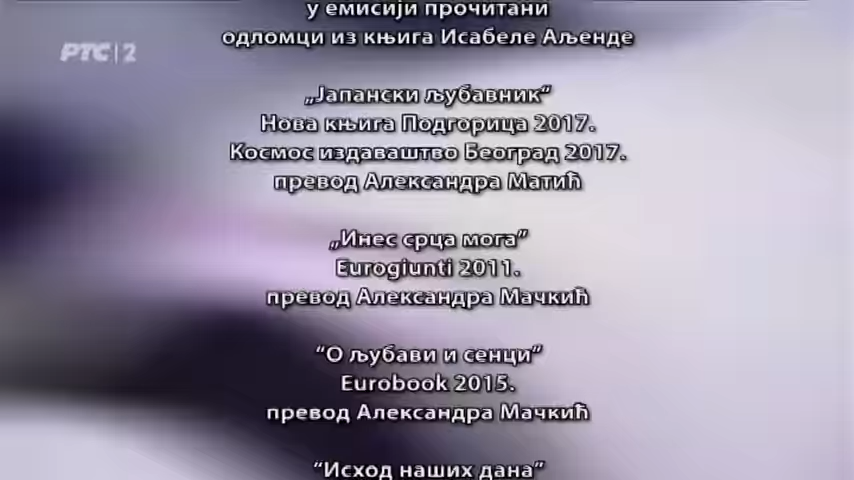 у емисији прочитани
одломци из књига Исабеле Аљенде
РТС|2
„Јапански љубавник“
Нова књига Подгорица 2017.
Космос издаваштво Београд 2017.
превод Александра Матић
„Инес срца мога“
Eurogiunti 2011.
превод Александра Мачкић
“О љубави и сенци”
Eurobook 2015.
превод Александра Мачкић
“Исход наших дана”